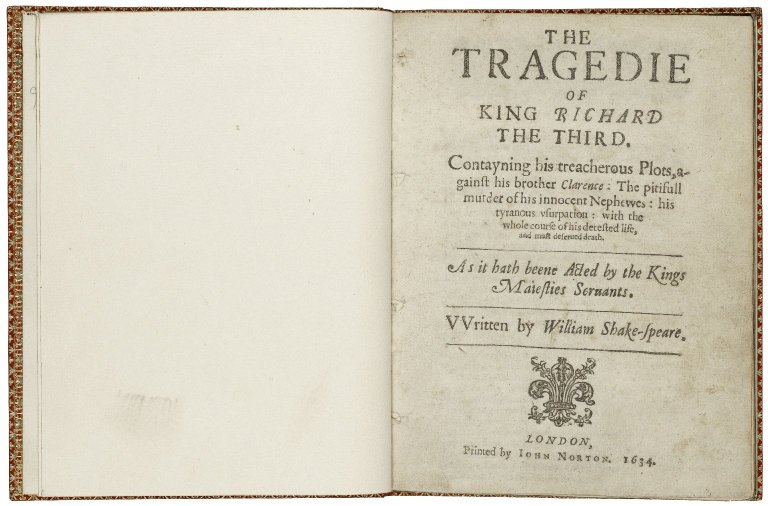 THE
TRAGEDIE
OF
KING RICHARD
THE THIRD.
Contayning his treacherous Plots, a-
gainſt his brother Clarence: The pitifull
murder of his innocent Nephewes: his
tyranous vſurpation: with the
whole courſe of his deteſted life,
and moſt deſerued death.
As it hath beene Acted by the Kings
Maieſties Seruants.
VVritten by William Shake-ſpeare.
LONDON,
Printed by IOHN NORTON. 1634.